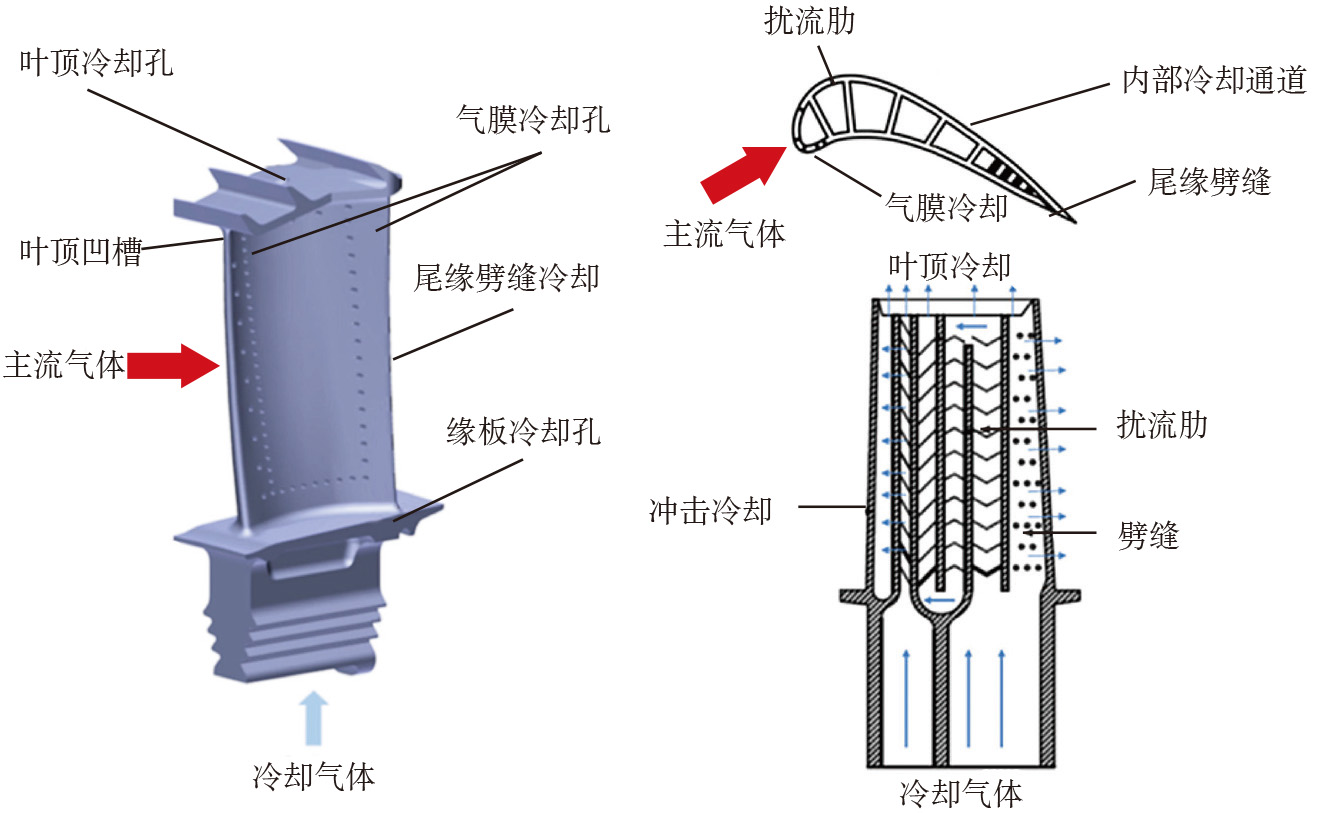 叶顶冷却孔
气膜冷却孔
叶顶凹槽
尾缘劈缝冷却
主流气体
缘板冷却孔
冷却气体
扰流肋
内部冷却通道
尾缘劈缝
气膜冷却
主流气体
叶顶冷却
扰流肋
冲击冷却
劈缝
冷却气体